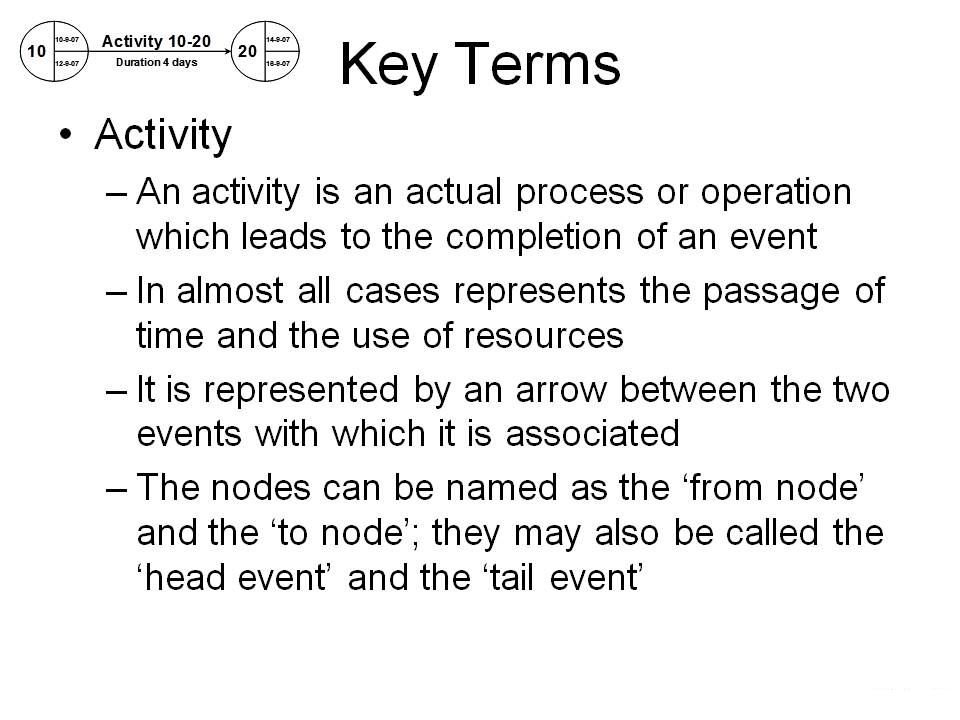 10
10-9-07
12-9-07
Activity 10-20
Duration 4 days
20
14-9-07
16-9-07
Key Terms
• Activity
– An activity is an actual process or operation
which leads to the completion of an event
– In almost all cases represents the passage of
time and the use of resources
– It is represented by an arrow between the two
events with which it is associated
– The nodes can be named as the ‘from node’
and the ‘to node’; they may also be called the
‘head event’ and the ‘tail event’